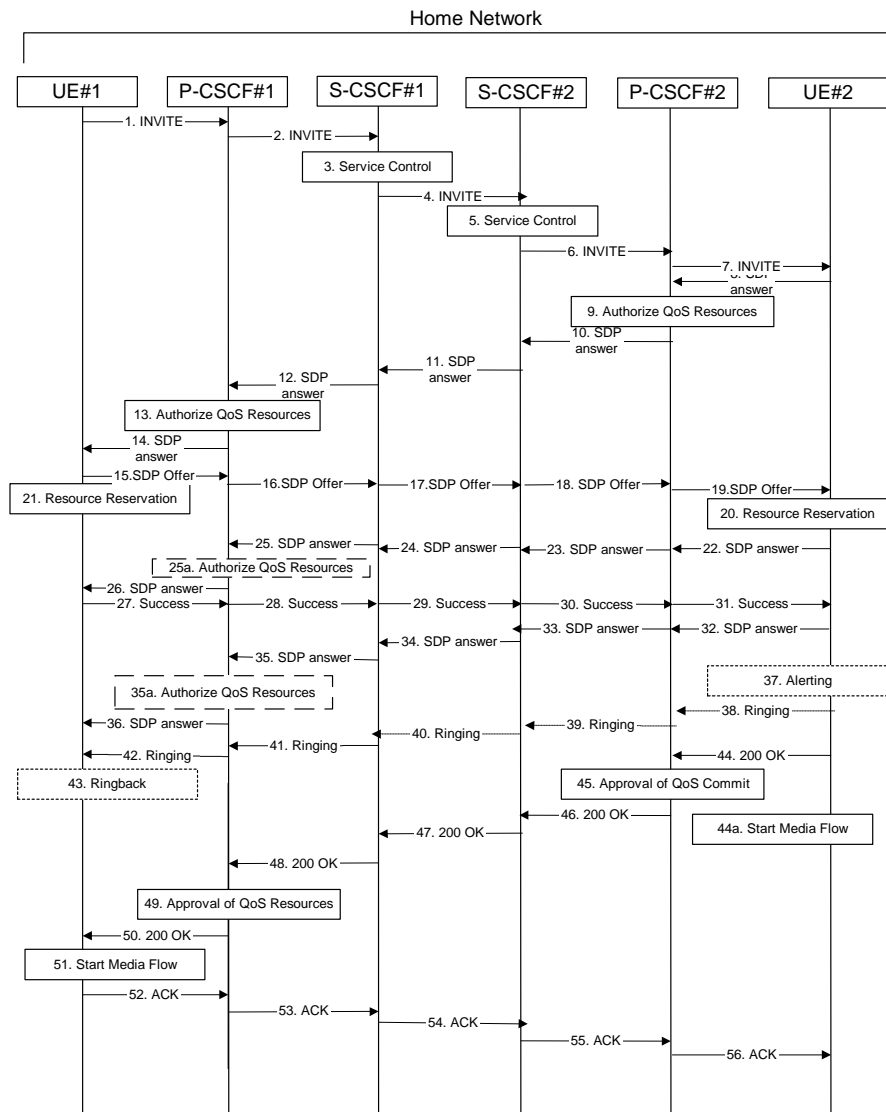 Home Network
UE#1
P-CSCF#1
S-CSCF#1
S-CSCF#2
P-CSCF#2
UE#2
1. INVITE
2. INVITE
3. Service Control
4. INVITE
5. Service Control
6. INVITE
7. INVITE
answer
9. Authorize QoS Resources
10. SDP
answer
11. SDP
answer
12. SDP
answer
13. Authorize QoS Resources
14. SDP
answer
15.SDP Offer
16.SDP Offer
17.SDP Offer
18. SDP Offer
19.SDP Offer
21. Resource Reservation
20. Resource Reservation
25. SDP answer
24. SDP answer
23. SDP answer
22. SDP answer
25a. Authorize QoS Resources
26. SDP answer
27. Success
28. Success
29. Success
30. Success
31. Success
33. SDP answer
32. SDP answer
34. SDP answer
35. SDP answer
35a. Authorize QoS Resources
37. Alerting
36. SDP answer
38. Ringing
39. Ringing
40. Ringing
41. Ringing
42. Ringing
44. 200 OK
43. Ringback
45. Approval of QoS Commit
46. 200 OK
47. 200 OK
44a. Start Media Flow
48. 200 OK
49. Approval of QoS Resources
50. 200 OK
51. Start Media Flow
52. ACK
53. ACK
54. ACK
55. ACK
56. ACK